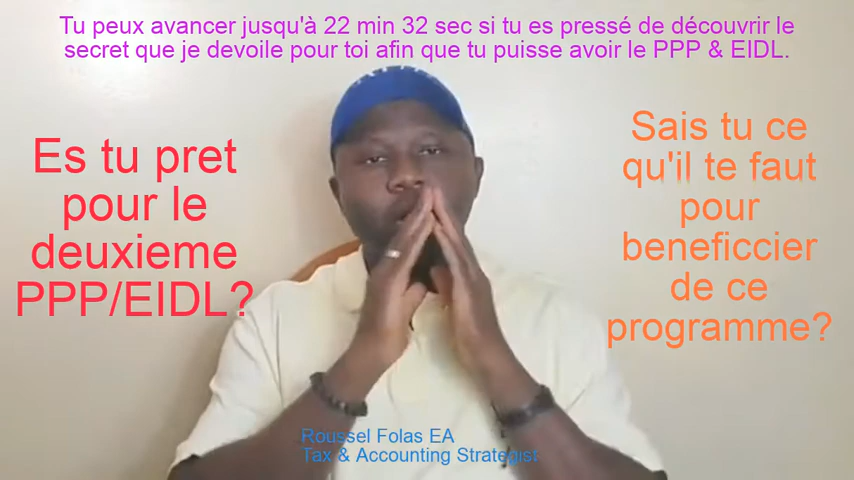 Tu peux avancer jusqu'à 22 min 32 sec si tu es pressé de découvrir le
secret que je devoile pour toi afin que tu puisse avoir le PPP & EIDL.
Es tu pret
pour le
deuxieme
PPP/EIDL?
Sais tu ce
qu'il te faut
pour
beneficcier
de ce
programme?
Roussel Folas EA
Tax & Accounting Strategist